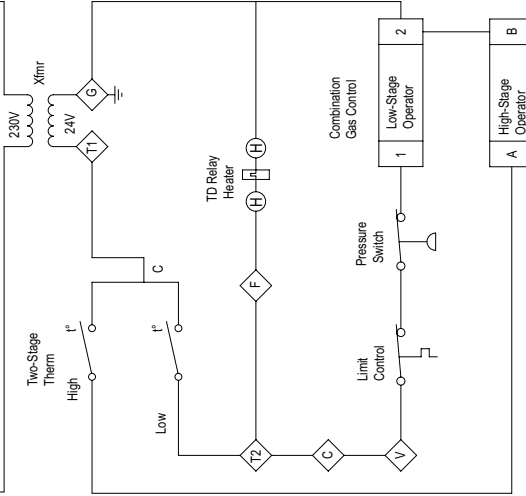 230V
Xfmr
24V
G
T1
C
Two-Stage
Therm
High
t°
Low
t°
TD Relay
Heater
H
H
F
T2
C
V
Limit
Control
Pressure
Switch
Combination
Gas Control
1
Low-Stage
Operator
2
A
High-Stage
Operator
B